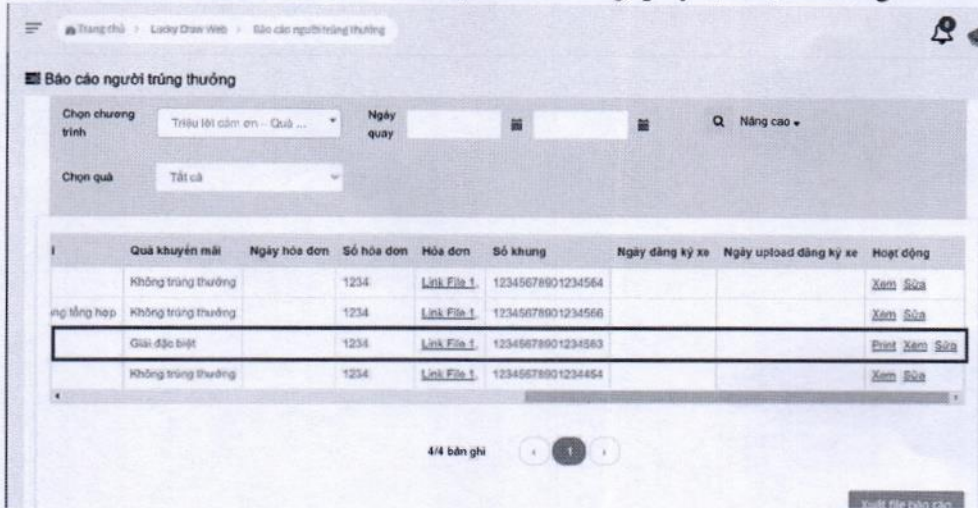 Trang chủ > Lucky Draw Web > Báo cáo người trúng thưởng
Báo cáo người trúng thưởng
Chọn chương trình Triệu lời cảm ơn – Quà ... Ngày quay Nâng cao
Chọn quà Tất cả
Quà khuyến mãi Ngày hóa đơn Số hóa đơn Hóa đơn Số khung Ngày đăng ký xe Ngày upload đăng ký xe Hoạt động
Không trúng thưởng 1234 Link File 1, 12345678901234564 Xem Sửa
ng tổng hợp Không trúng thưởng 1234 Link File 1, 12345678901234566 Xem Sửa
Giải đặc biệt 1234 Link File 1, 12345678901234563 Print Xem Sửa
Không trúng thưởng 1234 Link File 1, 12345678901234454 Xem Sửa
4/4 bản ghi ‹ 1 ›
Xuất file báo cáo